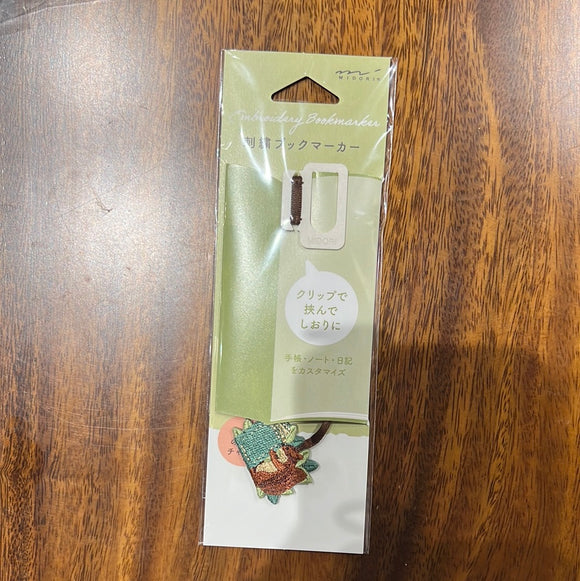 MIDORI
Embroidery Bookmarker
刺繍ブックマーカー
MIDORI
クリップで
挟んで
しおりに
手帳・ノート・日記
をカスタマイズ
チ